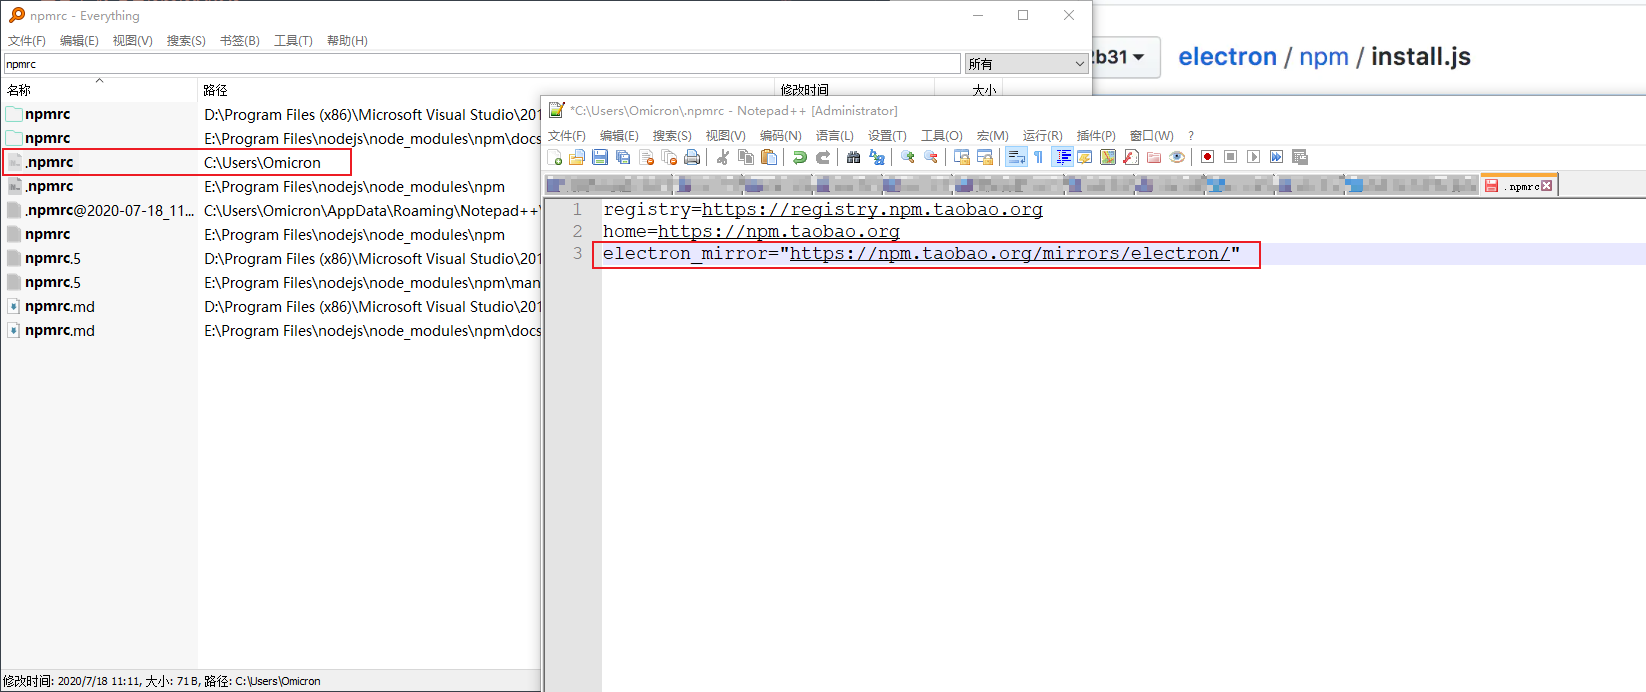 npmrc - Everything
文件(F) 编辑(E) 视图(V) 搜索(S) 书签(B) 工具(T) 帮助(H)
npmrc 所有
名称 路径 修改时间 大小
npmrc D:\Program Files (x86)\Microsoft Visual Studio\201
npmrc E:\Program Files\nodejs\node_modules\npm\docs
.npmrc C:\Users\Omicron
.npmrc E:\Program Files\nodejs\node_modules\npm
.npmrc@2020-07-18_11... C:\Users\Omicron\AppData\Roaming\Notepad++\
npmrc E:\Program Files\nodejs\node_modules\npm
npmrc.5 D:\Program Files (x86)\Microsoft Visual Studio\201
npmrc.5 E:\Program Files\nodejs\node_modules\npm\man
npmrc.md D:\Program Files (x86)\Microsoft Visual Studio\201
npmrc.md E:\Program Files\nodejs\node_modules\npm\docs
修改时间: 2020/7/18 11:11, 大小: 71 B, 路径: C:\Users\Omicron
2b31 electron / npm / install.js
*C:\Users\Omicron\.npmrc - Notepad++ [Administrator]
文件(F) 编辑(E) 搜索(S) 视图(V) 编码(N) 语言(L) 设置(T) 工具(O) 宏(M) 运行(R) 插件(P) 窗口(W) ?
.npmrc
1 registry=https://registry.npm.taobao.org
2 home=https://npm.taobao.org
3 electron_mirror="https://npm.taobao.org/mirrors/electron/"